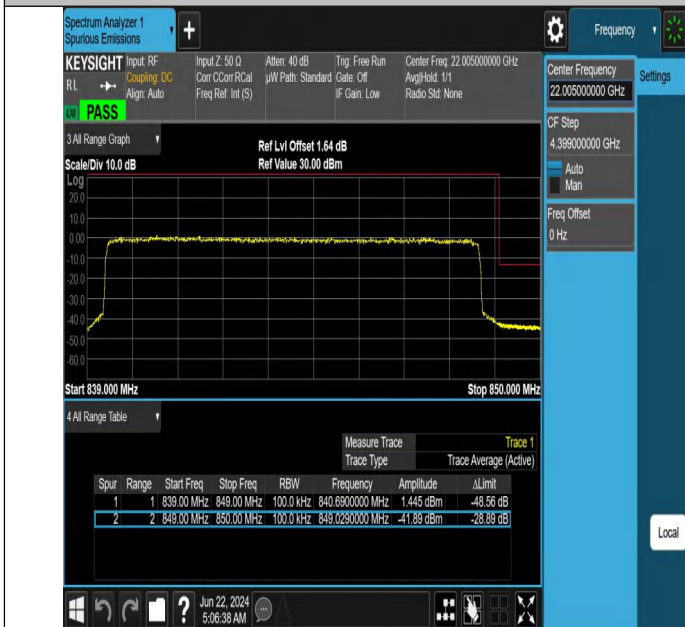 Spectrum Analyzer 1
Spurious Emissions
+
Frequency
KEYSIGHT Input: RF Input Z: 50 Ω Atten: 40 dB Trig: Free Run Center Freq: 22.005000000 GHz
RL Coupling: DC Corr CCorr RCal µW Path: Standard Gate: Off Avg|Hold: 1/1
Align: Auto Freq Ref: Int (S) IF Gain: Low Radio Std: None
PASS
Center Frequency
22.005000000 GHz
Settings
CF Step
4.399000000 GHz
Auto
Man
Freq Offset
0 Hz
3 All Range Graph
Ref Lvl Offset 1.64 dB
Scale/Div 10.0 dB Ref Value 30.00 dBm
Log
20.0
10.0
0.00
-10.0
-20.0
-30.0
-40.0
-50.0
-60.0
Start 839.000 MHz Stop 850.000 MHz
4 All Range Table
Measure Trace Trace 1
Trace Type Trace Average (Active)
Spur Range Start Freq Stop Freq RBW Frequency Amplitude ΔLimit
1 1 839.00 MHz 849.00 MHz 100.0 kHz 840.6900000 MHz 1.445 dBm -48.56 dB
2 2 849.00 MHz 850.00 MHz 100.0 kHz 849.0290000 MHz -41.89 dBm -28.89 dB
Local
? Jun 22, 2024
5:06:38 AM